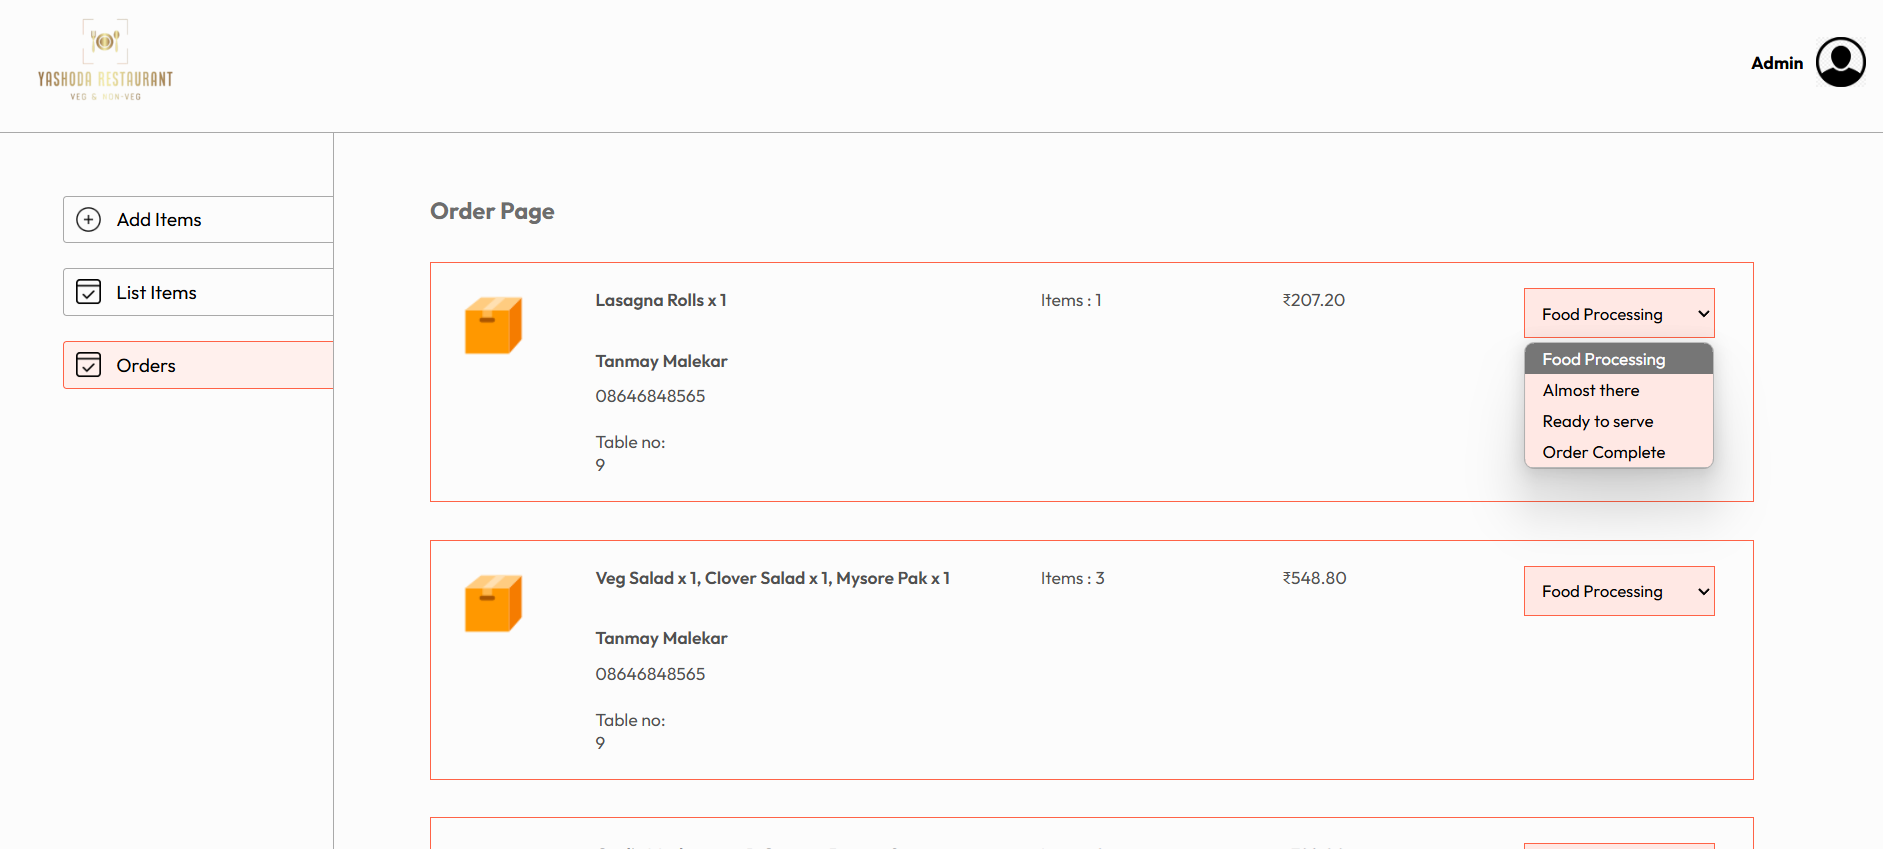 YASHODA RESTAURANT
VEG & NON-VEG
Admin
Add Items
List Items
Orders
Order Page
Lasagna Rolls x 1
Items : 1
₹207.20
Food Processing
Food Processing
Almost there
Ready to serve
Order Complete
Tanmay Malekar
08646848565
Table no:
9
Veg Salad x 1, Clover Salad x 1, Mysore Pak x 1
Items : 3
₹548.80
Food Processing
Tanmay Malekar
08646848565
Table no:
9